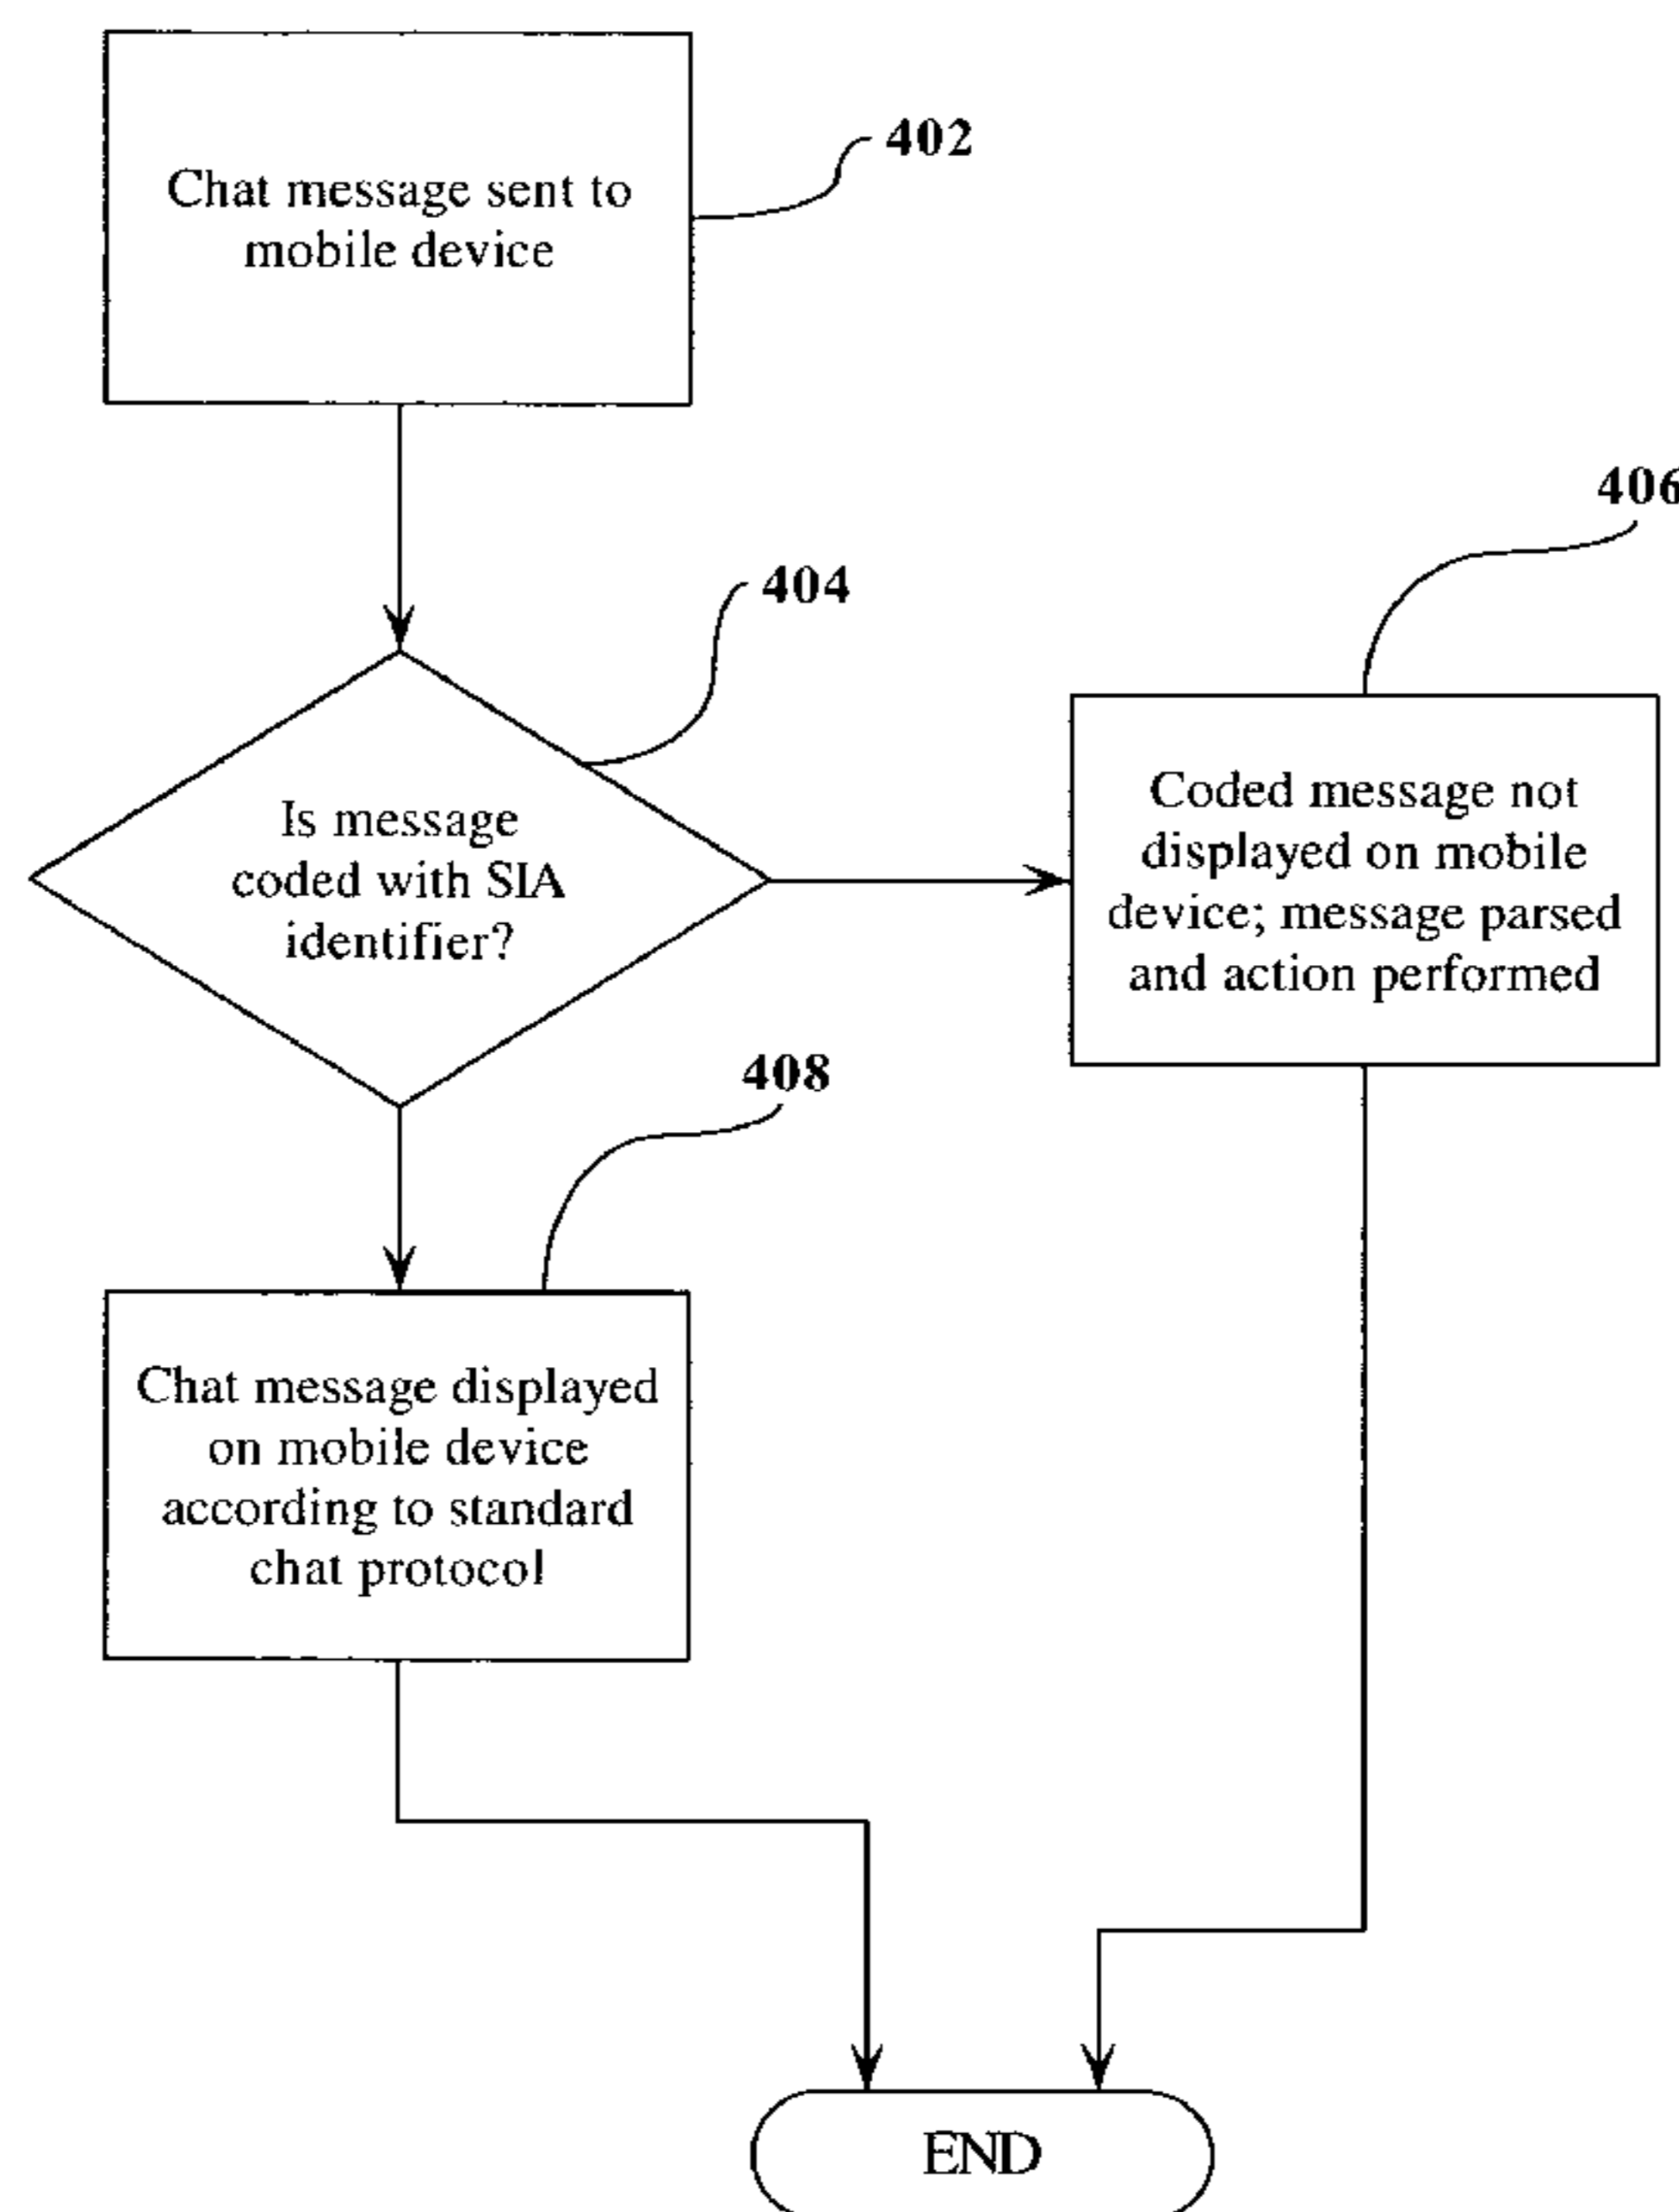 Chat message sent to
mobile device
402
404
Is message
coded with SIA
identifier?
406
Coded message not
displayed on mobile
device; message parsed
and action performed
408
Chat message displayed
on mobile device
according to standard
chat protocol
END